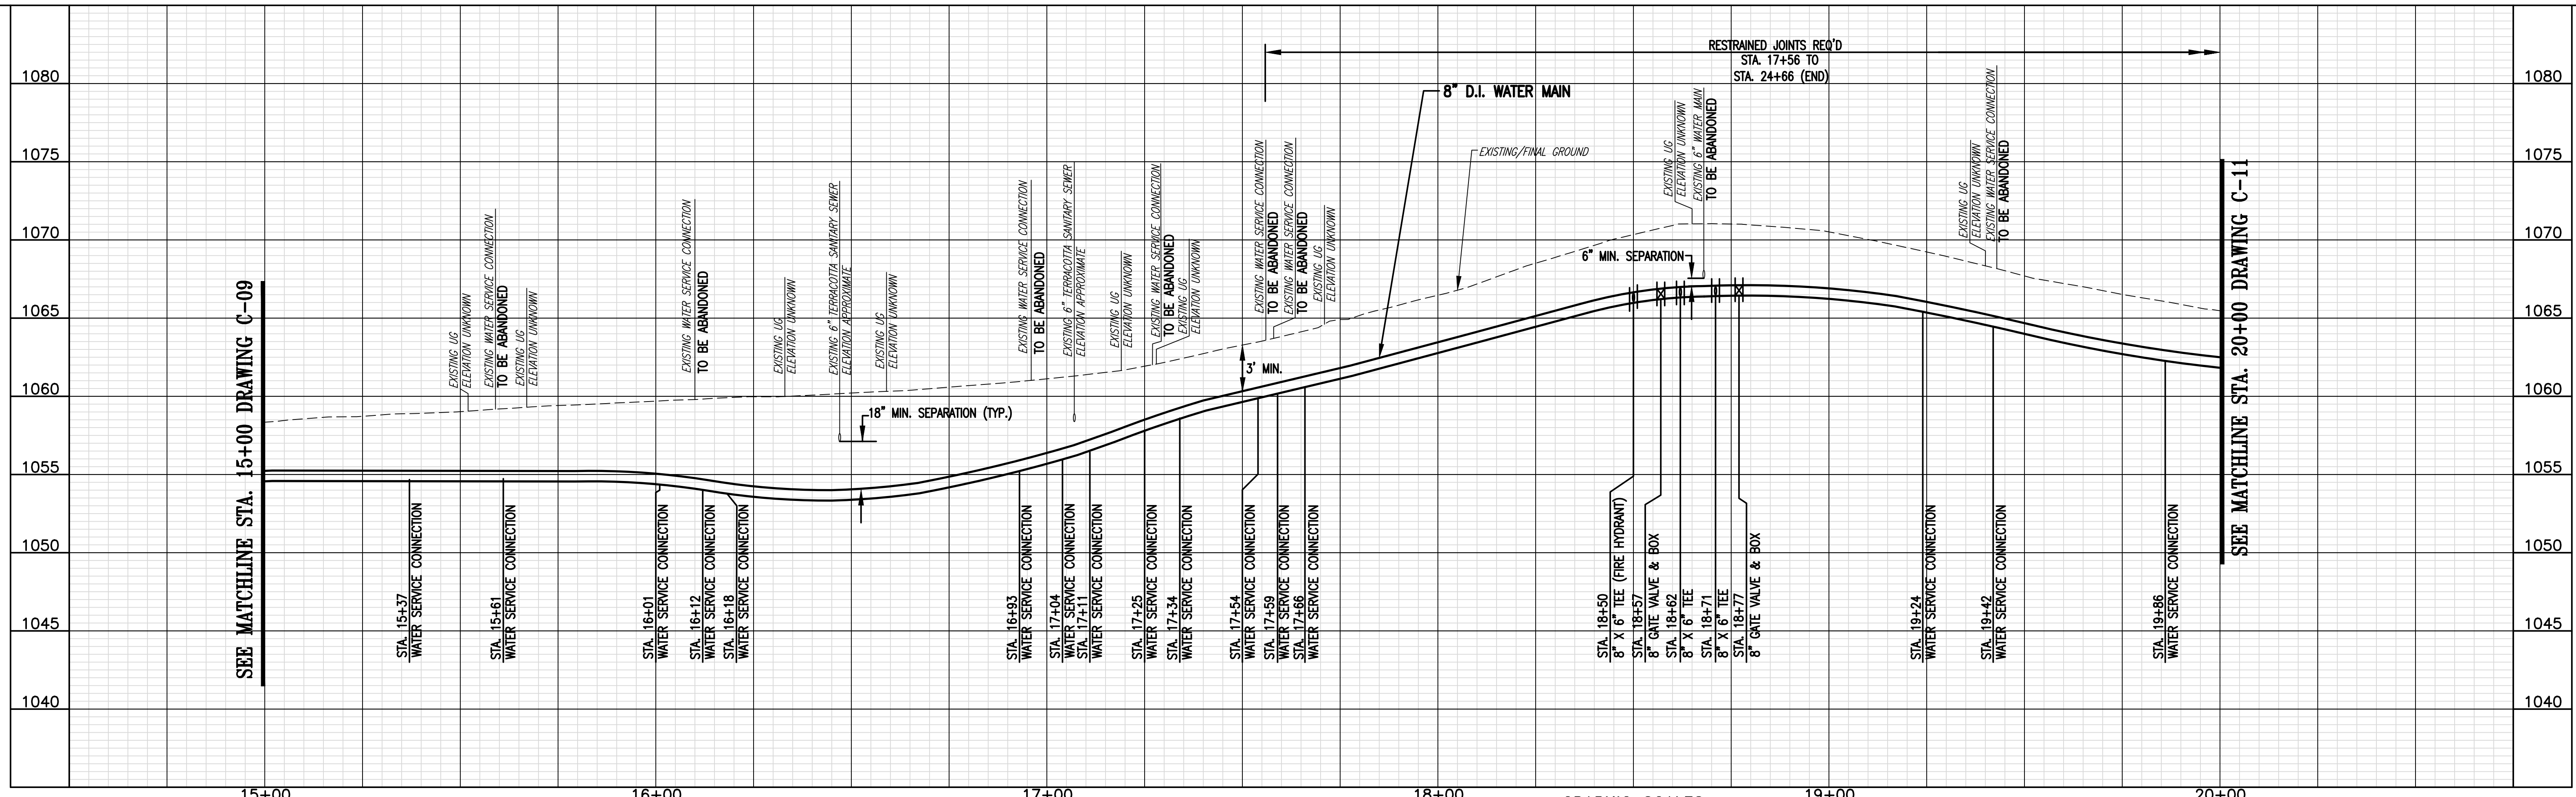 RESTRAINED JOINTS REQ'D
STA. 17+56 TO
STA. 24+66 (END)
1080
1080
8" D.I. WATER MAIN
EXISTING/FINAL GROUND
1075
1075
1070
1070
1065
1065
1060
1060
1055
1055
1050
1050
1045
1045
1040
1040
SEE MATCHLINE STA. 15+00 DRAWING C-09
EXISTING UG
ELEVATION UNKNOWN
EXISTING WATER SERVICE CONNECTION
TO BE ABANDONED
EXISTING UG
ELEVATION UNKNOWN
EXISTING WATER SERVICE CONNECTION
TO BE ABANDONED
EXISTING UG
ELEVATION UNKNOWN
EXISTING 6" TERRACOTTA SANITARY SEWER
ELEVATION APPROXIMATE
EXISTING UG
ELEVATION UNKNOWN
18" MIN. SEPARATION (TYP.)
EXISTING WATER SERVICE CONNECTION
TO BE ABANDONED
EXISTING 6" TERRACOTTA SANITARY SEWER
ELEVATION APPROXIMATE
EXISTING UG
ELEVATION UNKNOWN
EXISTING WATER SERVICE CONNECTION
TO BE ABANDONED
EXISTING UG
ELEVATION UNKNOWN
EXISTING WATER SERVICE CONNECTION
TO BE ABANDONED
EXISTING WATER SERVICE CONNECTION
TO BE ABANDONED
EXISTING UG
ELEVATION UNKNOWN
3' MIN.
EXISTING UG
ELEVATION UNKNOWN
EXISTING 6" WATER MAIN
TO BE ABANDONED
6" MIN. SEPARATION
EXISTING UG
ELEVATION UNKNOWN
EXISTING WATER SERVICE CONNECTION
TO BE ABANDONED
SEE MATCHLINE STA. 20+00 DRAWING C-11
STA. 15+37
WATER SERVICE CONNECTION
STA. 15+61
WATER SERVICE CONNECTION
STA. 16+01
WATER SERVICE CONNECTION
STA. 16+12
WATER SERVICE CONNECTION
STA. 16+18
WATER SERVICE CONNECTION
STA. 16+93
WATER SERVICE CONNECTION
STA. 17+04
WATER SERVICE CONNECTION
STA. 17+11
WATER SERVICE CONNECTION
STA. 17+25
WATER SERVICE CONNECTION
STA. 17+34
WATER SERVICE CONNECTION
STA. 17+54
WATER SERVICE CONNECTION
STA. 17+59
WATER SERVICE CONNECTION
STA. 17+66
WATER SERVICE CONNECTION
STA. 18+50
8" X 6" TEE (FIRE HYDRANT)
STA. 18+57
8" GATE VALVE & BOX
STA. 18+62
8" X 6" TEE
STA. 18+71
8" X 6" TEE
STA. 18+77
8" GATE VALVE & BOX
STA. 19+24
WATER SERVICE CONNECTION
STA. 19+42
WATER SERVICE CONNECTION
STA. 19+86
WATER SERVICE CONNECTION
15+00
16+00
17+00
18+00
19+00
20+00